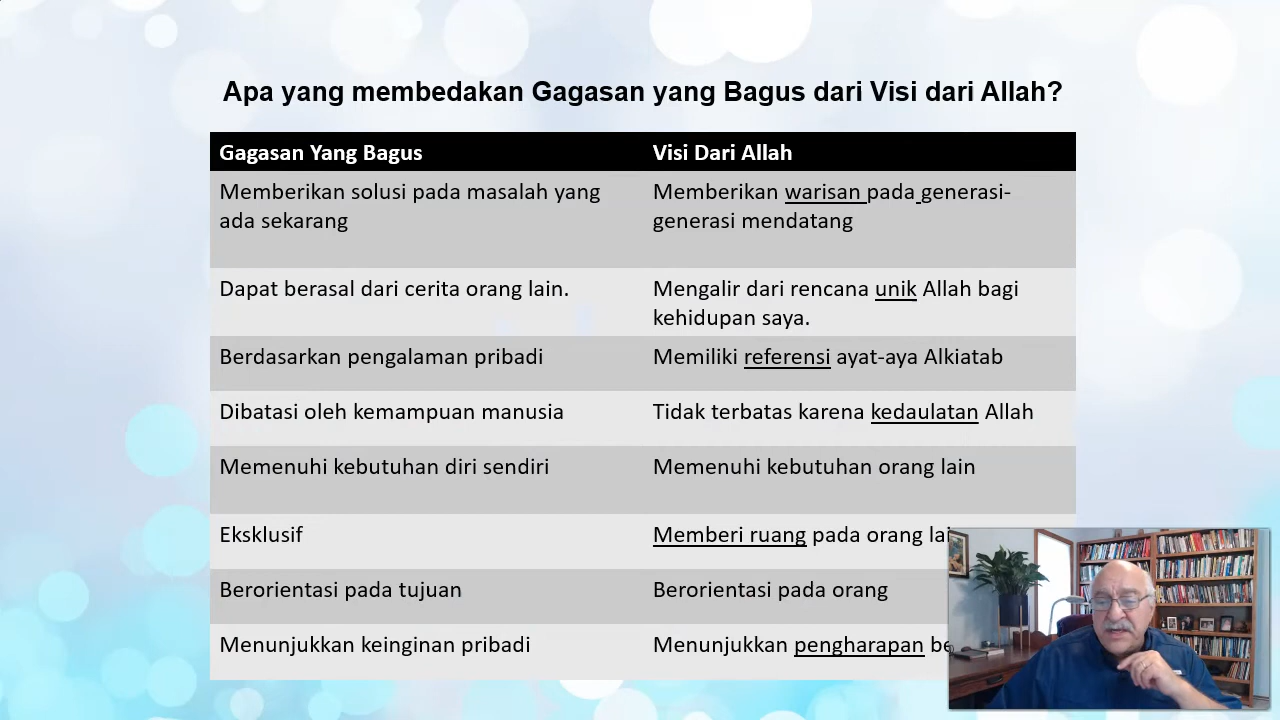 Apa yang membedakan Gagasan yang Bagus dari Visi dari Allah?
Gagasan Yang Bagus
Visi Dari Allah
Memberikan solusi pada masalah yang
ada sekarang
Memberikan warisan pada generasi-
generasi mendatang
Dapat berasal dari cerita orang lain.
Mengalir dari rencana unik Allah bagi
kehidupan saya.
Berdasarkan pengalaman pribadi
Memiliki referensi ayat-aya Alkiatab
Dibatasi oleh kemampuan manusia
Tidak terbatas karena kedaulatan Allah
Memenuhi kebutuhan diri sendiri
Memenuhi kebutuhan orang lain
Eksklusif
Memberi ruang pada orang lai
Berorientasi pada tujuan
Berorientasi pada orang
Menunjukkan keinginan pribadi
Menunjukkan pengharapan